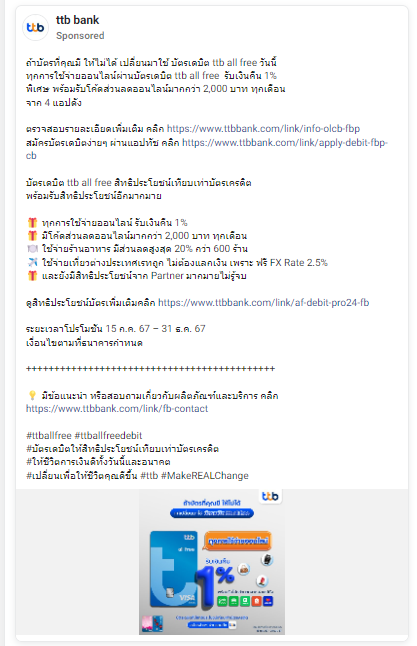 ttb bank
Sponsored
ถ้าบัตรที่คุณมี ให้ไม่ได้ เปลี่ยนมาใช้ บัตรเดบิต ttb all free วันนี้
ทุกการใช้จ่ายออนไลน์ผ่านบัตรเดบิต ttb all free รับเงินคืน 1%
พิเศษ พร้อมรับโค้ดส่วนลดออนไลน์มากกว่า 2,000 บาท ทุกเดือน
จาก 4 แอปดัง
ตรวจสอบรายละเอียดเพิ่มเติม คลิก https://www.ttbbank.com/link/info-olcb-fbp
สมัครบัตรเดบิตง่ายๆ ผ่านแอปทัช คลิก https://www.ttbbank.com/link/apply-debit-fbp-
cb
บัตรเดบิต ttb all free สิทธิประโยชน์เทียบเท่าบัตรเครดิต
พร้อมรับสิทธิประโยชน์อีกมากมาย
🎁 ทุกการใช้จ่ายออนไลน์ รับเงินคืน 1%
🎁 มีโค้ดส่วนลดออนไลน์มากกว่า 2,000 บาท ทุกเดือน
🍽️ ใช้จ่ายร้านอาหาร มีส่วนลดสูงสุด 20% กว่า 600 ร้าน
✈️ ใช้จ่ายเที่ยวต่างประเทศเรทถูก ไม่ต้องแลกเงิน เพราะ ฟรี FX Rate 2.5%
🎁 และยังมีสิทธิประโยชน์จาก Partner มากมายไม่รู้จบ
ดูสิทธิประโยชน์บัตรเพิ่มเติมคลิก https://www.ttbbank.com/link/af-debit-pro24-fb
ระยะเวลาโปรโมชัน 15 ก.ค. 67 – 31 ธ.ค. 67
เงื่อนไขตามที่ธนาคารกำหนด
+++++++++++++++++++++++++++++++++++++++++++++
💡 มีข้อแนะนำ หรือสอบถามเกี่ยวกับผลิตภัณฑ์และบริการ คลิก
https://www.ttbbank.com/link/fb-contact
#ttballfree #ttballfreedebit
#บัตรเดบิตให้สิทธิประโยชน์เทียบเท่าบัตรเครดิต
#ให้ชีวิตการเงินดีทั้งวันนี้และอนาคต
#เปลี่ยนเพื่อให้ชีวิตคุณดีขึ้น #ttb #MakeREALChange
ttb
ถ้าบัตรที่คุณมี ให้ไม่ได้
all free
ทุกการใช้จ่ายออนไลน์
รับเงินคืน
1%
VISA